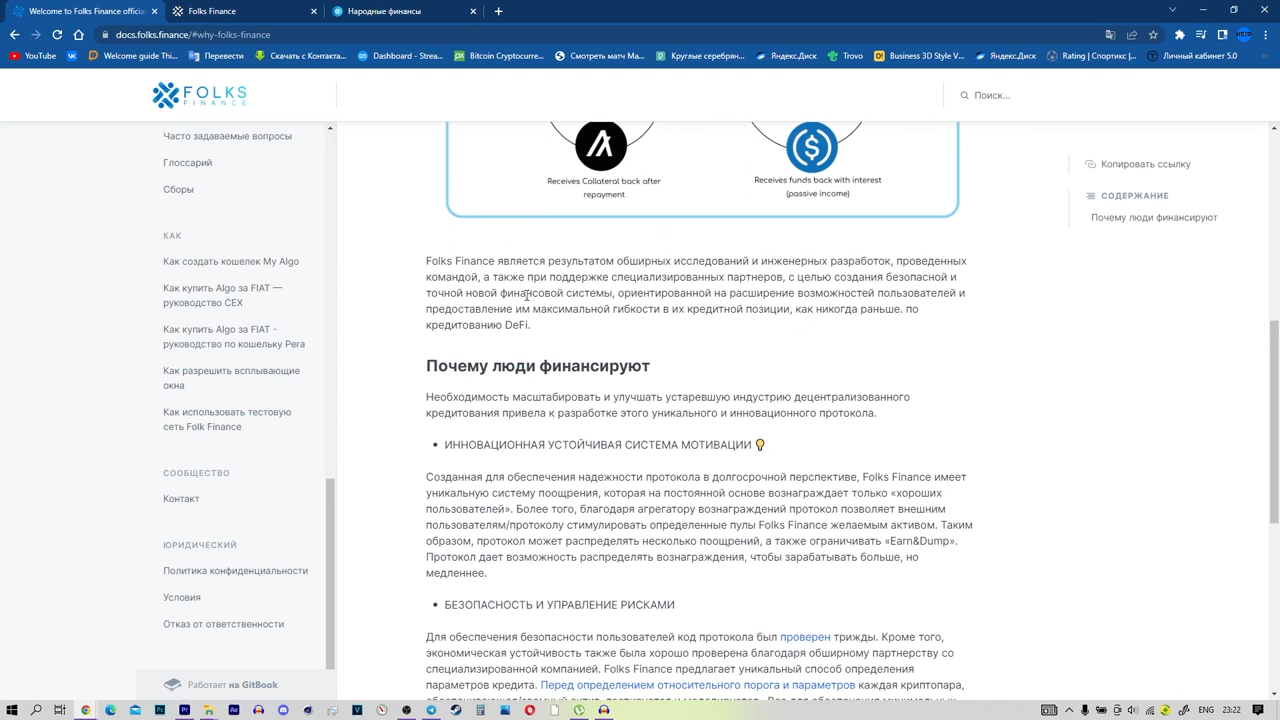 Welcome to Folks Finance offici
Folks Finance
Народный финансы
docs.folks.finance/#why-folks-finance
YouTube
Welcome guide Thi...
Скачать с Контакта...
Dashboard - Strea...
Bitcoin CryptoCurre...
Смотреть матч Ма...
Круглые серебрян...
Яндекс.Диск
Trovo
Business 3D Style V...
Яндекс.Диск
Rating | Спортикс |...
Личный кабинет 5.0
FOLKS
FINANCE
Поиск...
Часто задаваемые вопросы
Глоссарий
Сборы
КАК
Как создать кошелек My Algo
Как купить Algo за FIAT —
руководство CEX
Как купить Algo за FIAT -
руководство по кошельку Pera
Как разрешить всплывающие
окна
Как использовать тестовую
сеть Folk Finance
СООБЩЕСТВО
Контакт
ЮРИДИЧЕСКИЙ
Политика конфиденциальности
Условия
Отказ от ответственности
Работает на GitBook
Receives Collateral back after
repayment
Receives funds back with interest
(passive income)
Folks Finance является результатом обширных исследований и инженерных разработок, проведенных
командой, а также при поддержке специализированных партнеров, с целью создания безопасной и
точной новой финансовой системы, ориентированной на расширение возможностей пользователей и
предоставление им максимальной гибкости в их кредитной позиции, как никогда раньше. по
кредитованию DeFi.
Почему люди финансируют
Необходимость масштабировать и улучшать устаревшую индустрию децентрализованного
кредитования привела к разработке этого уникального и инновационного протокола.
• ИННОВАЦИОННАЯ УСТОЙЧИВАЯ СИСТЕМА МОТИВАЦИИ
Созданная для обеспечения надежности протокола в долгосрочной перспективе, Folks Finance имеет
уникальную систему поощрения, которая на постоянной основе вознаграждает только «хороших
пользователей». Более того, благодаря агрегатору вознаграждений протокол позволяет внешним
пользователям/протоколу стимулировать определенные пулы Folks Finance желаемым активом. Таким
образом, протокол может распределять несколько поощрений, а также ограничивать «Earn&Dump».
Протокол дает возможность распределять вознаграждения, чтобы зарабатывать больше, но
медленнее.
• БЕЗОПАСНОСТЬ И УПРАВЛЕНИЕ РИСКАМИ
Для обеспечения безопасности пользователей код протокола был проверен трижды. Кроме того,
экономическая устойчивость также была хорошо проверена благодаря обширному партнерству со
специализированной компанией. Folks Finance предлагает уникальный способ определения
параметров кредита. Перед определением относительного порога и параметров каждая криптопара,
Копировать ссылку
СОДЕРЖАНИЕ
Почему люди финансируют
ENG
23:22